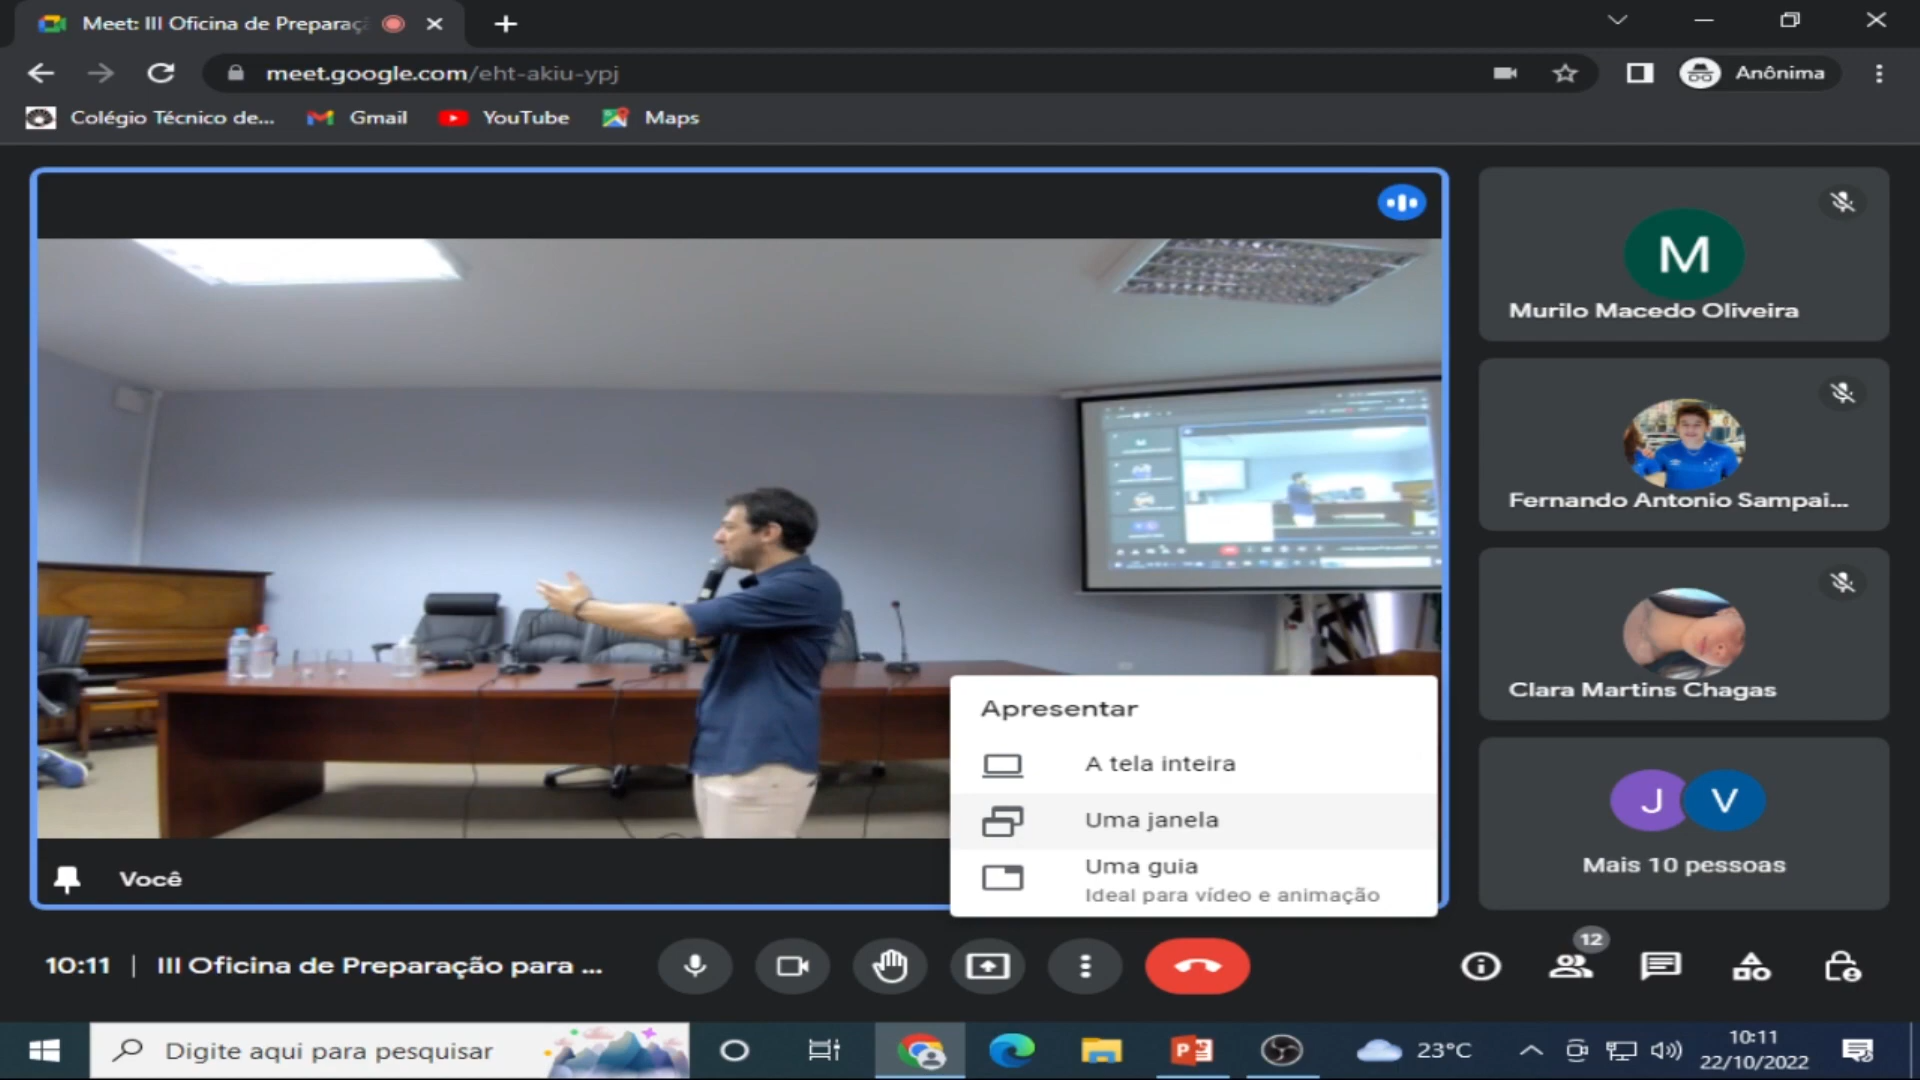 Meet: III Oficina de Preparaçã
meet.google.com/eht-akiu-ypj
Anônima
Colégio Técnico de...
Gmail
YouTube
Maps
M
Murilo Macedo Oliveira
Fernando Antonio Sampai...
Clara Martins Chagas
J V
Mais 10 pessoas
Apresentar
A tela inteira
Uma janela
Uma guia
Ideal para vídeo e animação
Você
10:11 | III Oficina de Preparação para ...
12
Digite aqui para pesquisar
23°C
10:11
22/10/2022